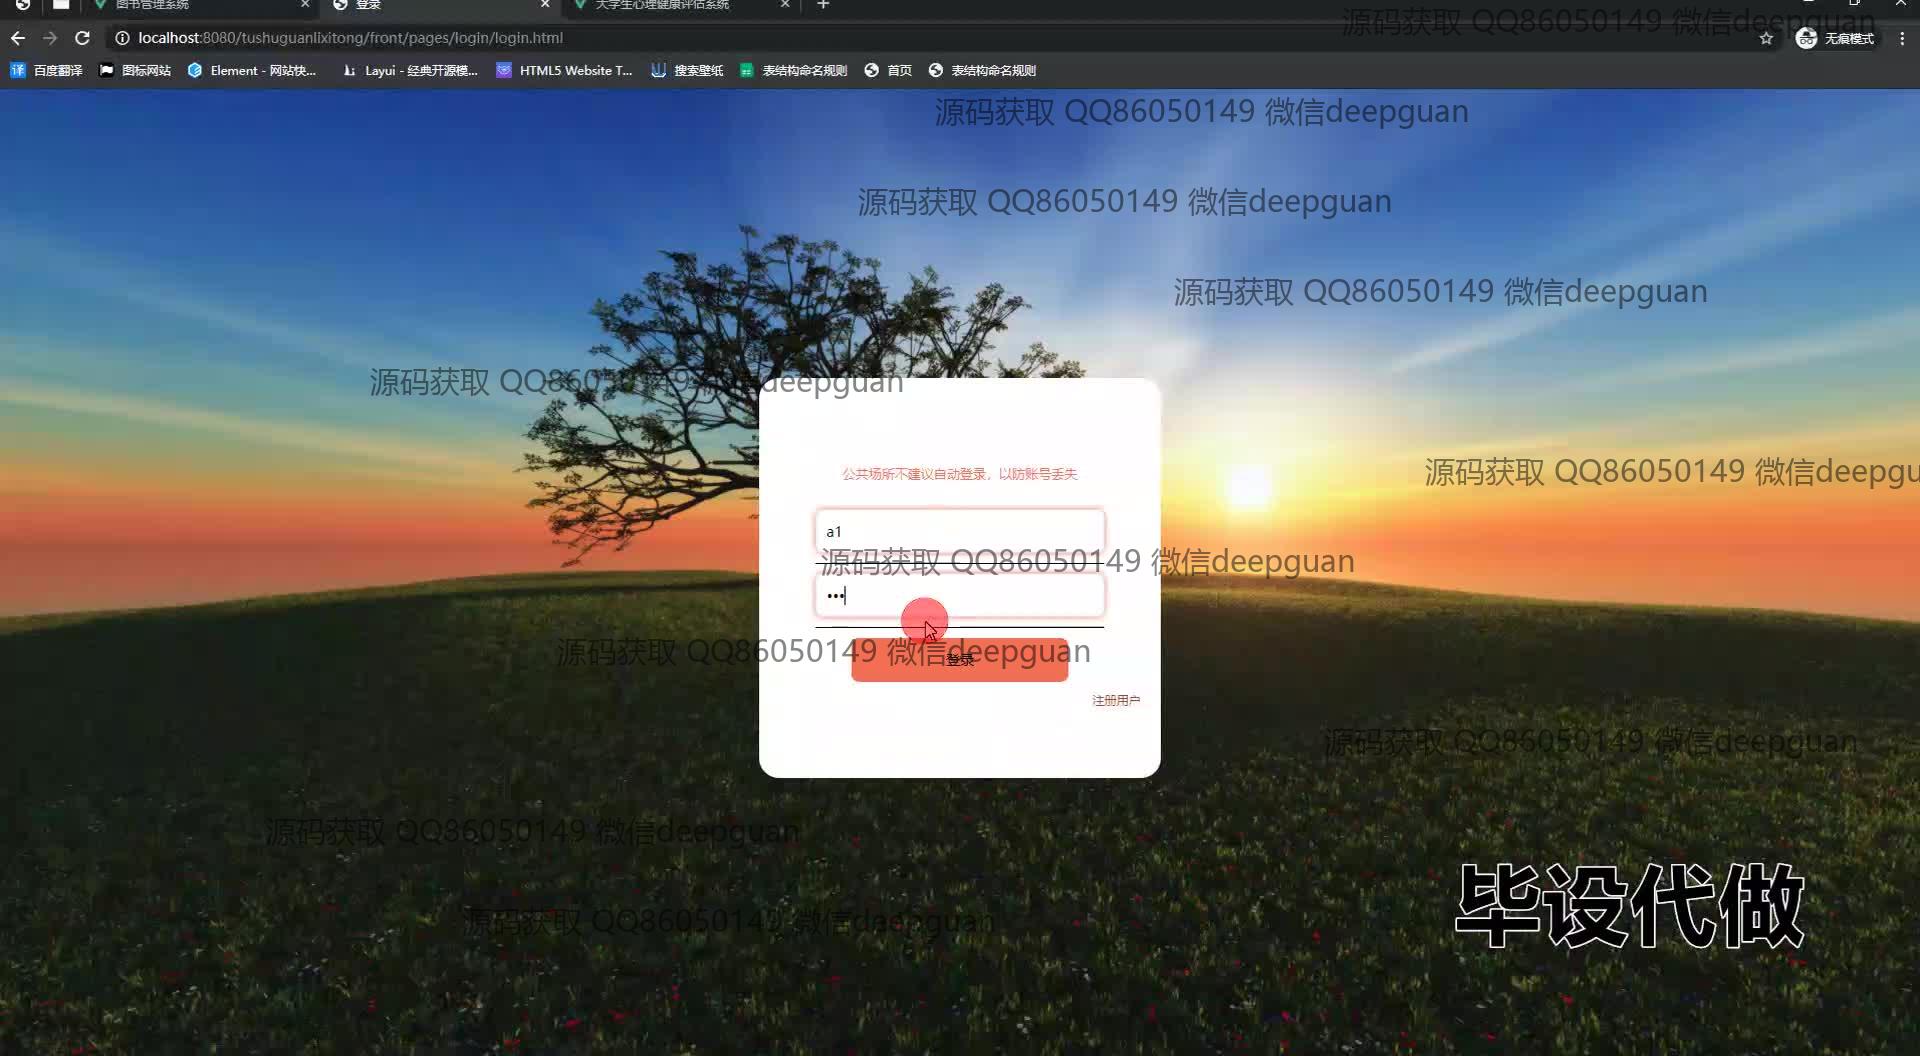 图书管理系统
登录
大学生心理健康评估系统
源码获取 QQ86050149 微信deepguan
localhost:8080/tushuguanlixitong/front/pages/login/login.html
无痕模式
百度翻译
图标网站
Element - 网站快...
Layui - 经典开源模...
HTML5 Website T...
搜索壁纸
表结构命名规则
首页
表结构命名规则
源码获取 QQ86050149 微信deepguan
源码获取 QQ86050149 微信deepguan
源码获取 QQ86050149 微信deepguan
源码获取 QQ86050149 微信deepguan
公共场所不建议自动登录，以防账号丢失
源码获取 QQ86050149 微信deepgu
a1
源码获取 QQ86050149 微信deepguan
•••
源码获取 QQ86050149 微信deepguan
登录
注册用户
源码获取 QQ86050149 微信deepguan
源码获取 QQ86050149 微信deepguan
毕设代做
源码获取 QQ86050149 微信deepguan